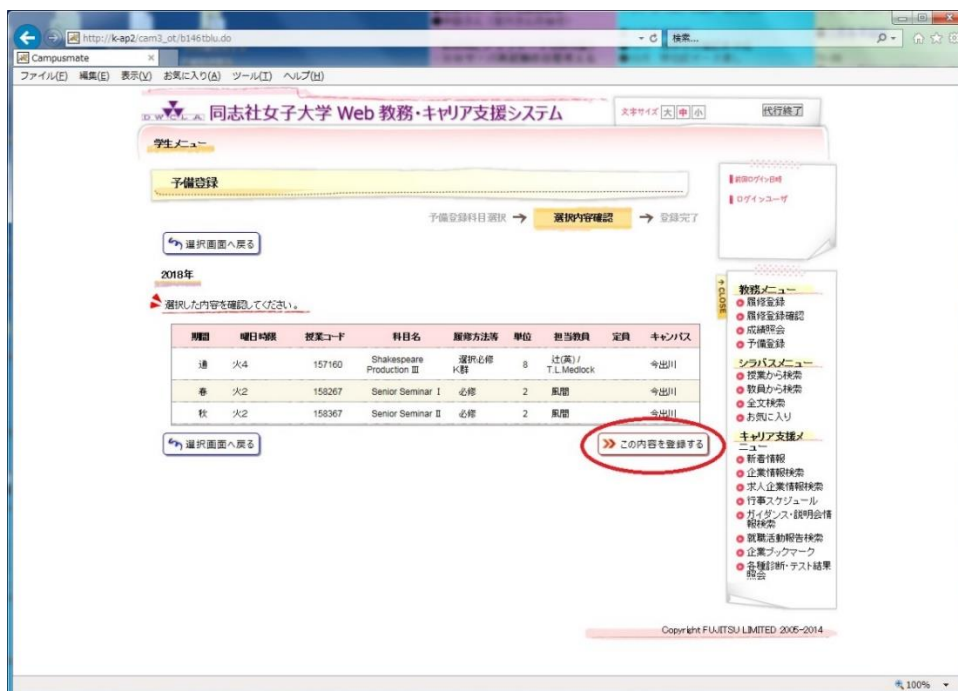 http://k-ap2/cam3_ot/b146tblu.do
検索...
Campusmate
ファイル(F) 編集(E) 表示(V) お気に入り(A) ツール(T) ヘルプ(H)
DWCLA 同志社女子大学 Web 教務・キャリア支援システム
文字サイズ 大 中 小
代行終了
学生メニュー
予備登録
前回ログイン日時
ログインユーザ
予備登録科目選択 → 選択内容確認 → 登録完了
選択画面へ戻る
2018年
選択した内容を確認してください。
期間 曜日時限 授業コード 科目名 履修方法等 単位 担当教員 定員 キャンパス
通 火4 157160 Shakespeare Production Ⅲ 選択必修 K群 8 辻(英)/ T.L.Medlock 今出川
春 火2 158267 Senior Seminar Ⅰ 必修 2 風間 今出川
秋 火2 158367 Senior Seminar Ⅱ 必修 2 風間 今出川
選択画面へ戻る
この内容を登録する
CLOSE
教務メニュー
履修登録
履修登録確認
成績照会
予備登録
シラバスメニュー
授業から検索
教員から検索
全文検索
お気に入り
キャリア支援メ
ニュー
新着情報
企業情報検索
求人企業情報検索
行事スケジュール
ガイダンス・説明会情
報検索
就職活動報告検索
企業ブックマーク
各種診断・テスト結果
照会
Copyright FUJITSU LIMITED 2005-2014
100%